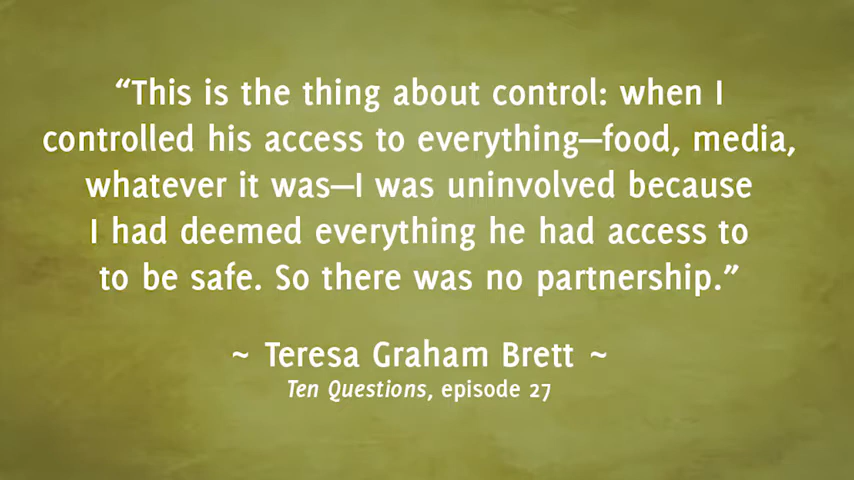 “This is the thing about control: when I
controlled his access to everything—food, media,
whatever it was—I was uninvolved because
I had deemed everything he had access to
to be safe. So there was no partnership.”
~ Teresa Graham Brett ~
Ten Questions, episode 27